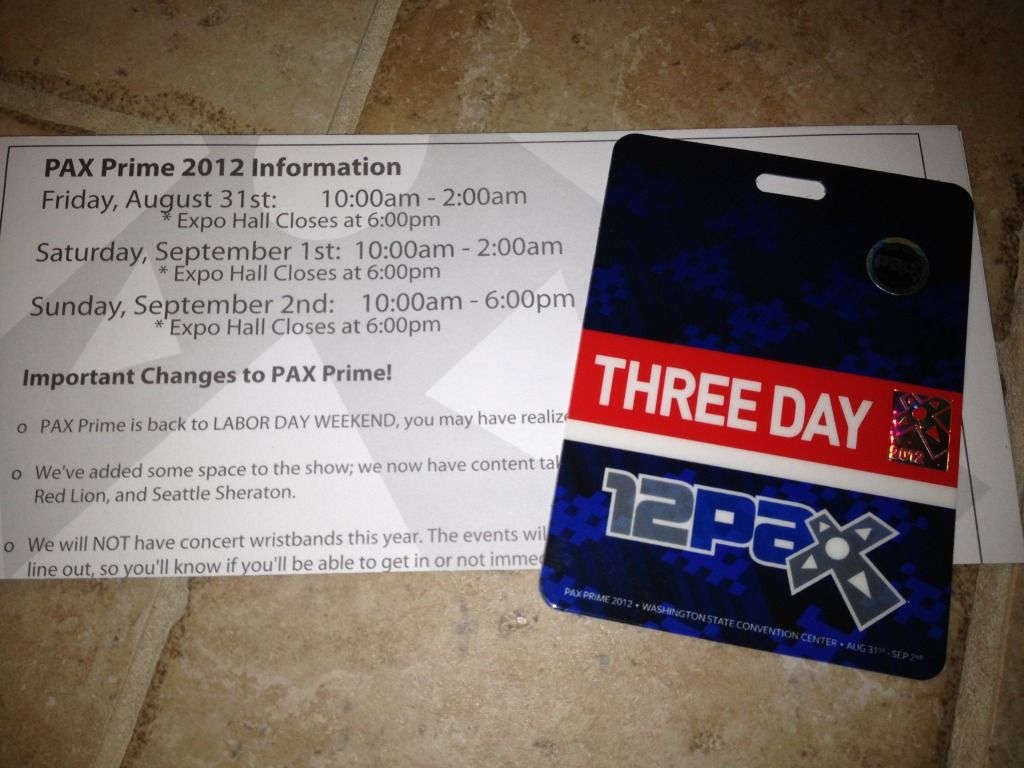 PAX Prime 2012 Information
Friday, August 31st: 10:00am - 2:00am
* Expo Hall Closes at 6:00pm
Saturday, September 1st: 10:00am - 2:00am
* Expo Hall Closes at 6:00pm
Sunday, September 2nd: 10:00am - 6:00pm
* Expo Hall Closes at 6:00pm
Important Changes to PAX Prime!
o PAX Prime is back to LABOR DAY WEEKEND, you may have realiz
o We've added some space to the show; we now have content tal
Red Lion, and Seattle Sheraton.
o We will NOT have concert wristbands this year. The events wil
line out, so you'll know if you'll be able to get in or not imme
THREE DAY
2012
12pax
PAX PRIME 2012 • WASHINGTON STATE CONVENTION CENTER • AUG 31ST - SEP 2ND